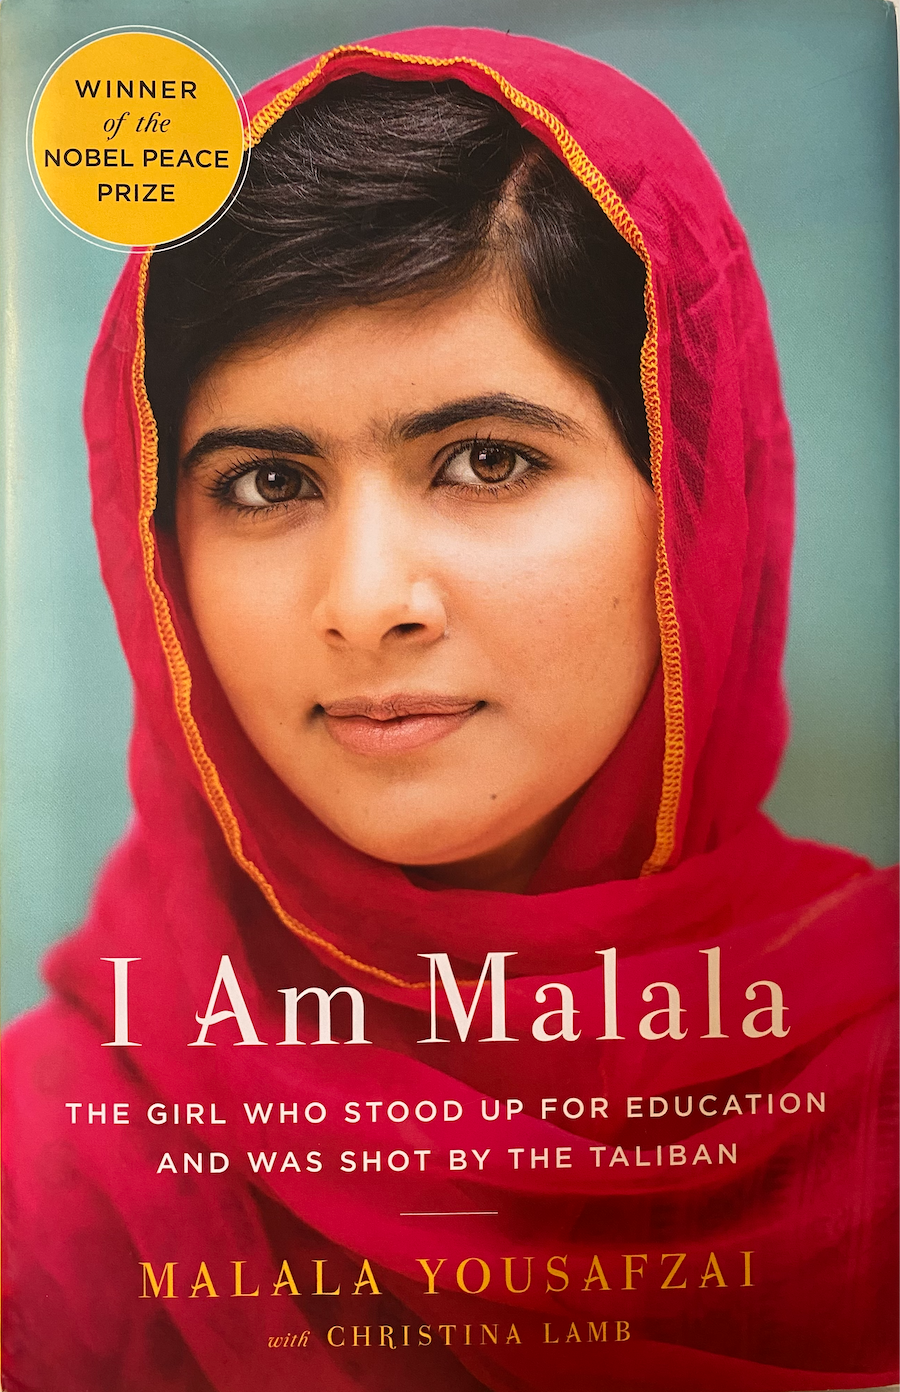 WINNER
of the
NOBEL PEACE
PRIZE
I Am Malala
THE GIRL WHO STOOD UP FOR EDUCATION
AND WAS SHOT BY THE TALIBAN
MALALA YOUSAFZAI
with CHRISTINA LAMB